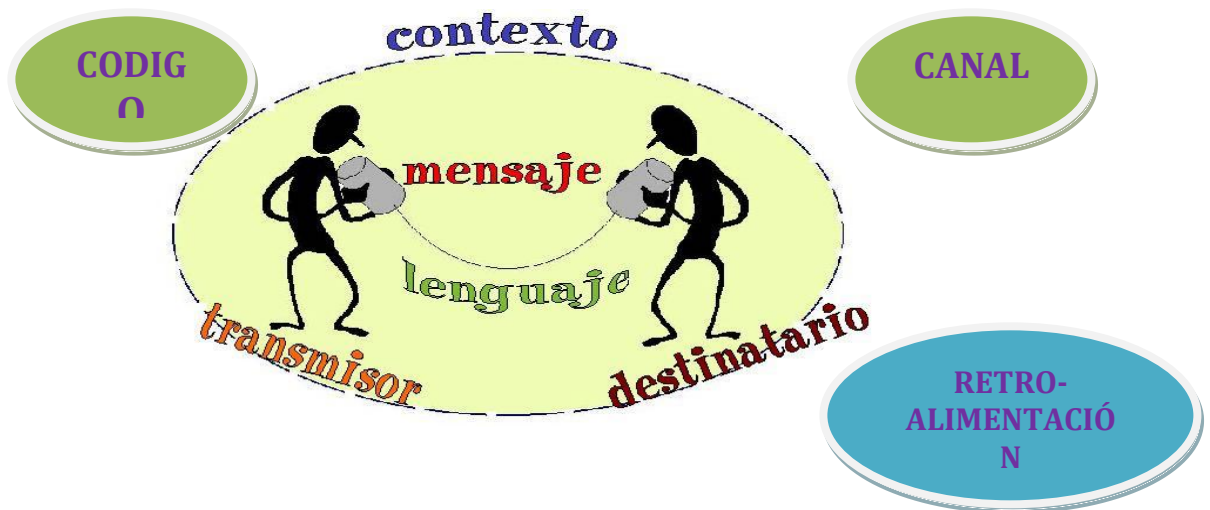 contexto
CODIG
O
CANAL
mensaje
lenguaje
transmisor
destinatario
RETRO-
ALIMENTACIÓ
N